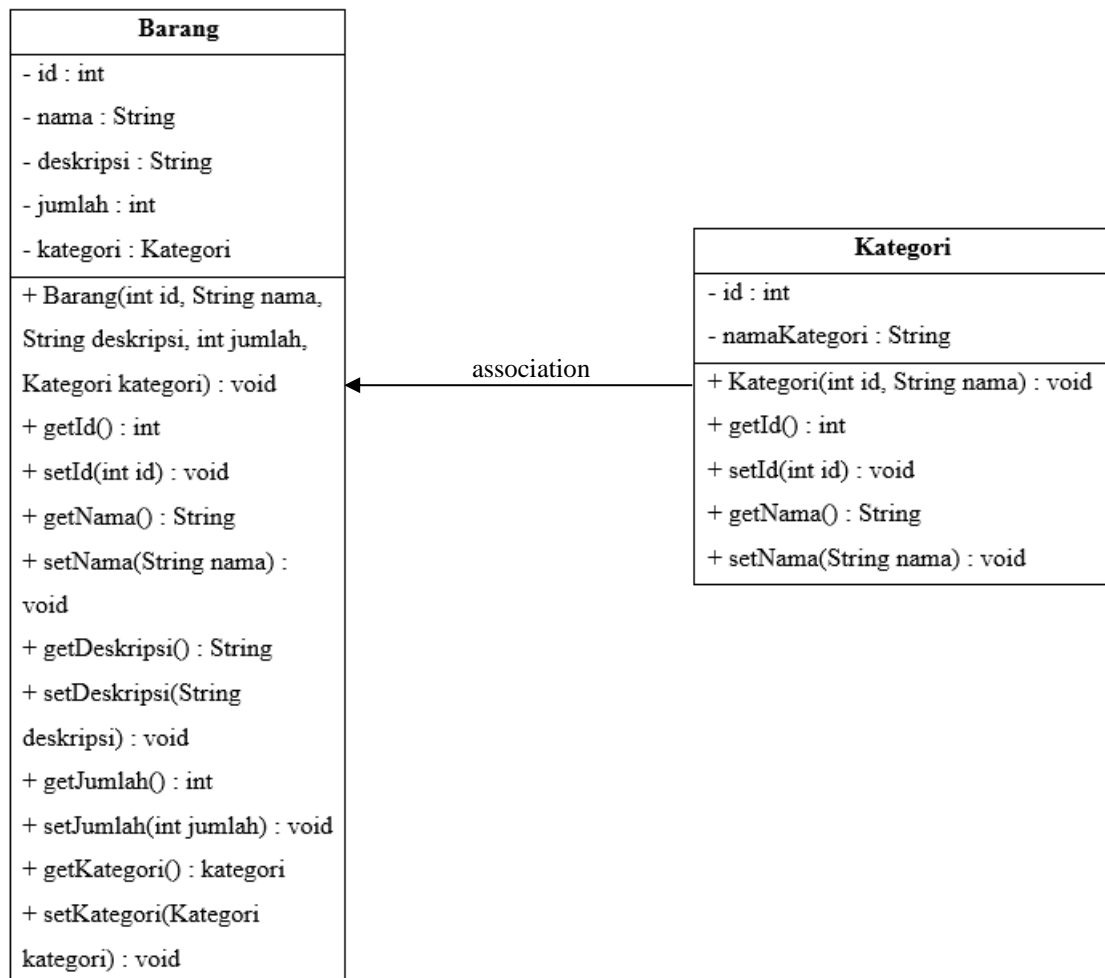 Barang
- id : int
- nama : String
- deskripsi : String
- jumlah : int
- kategori : Kategori
+ Barang(int id, String nama,
String deskripsi, int jumlah,
Kategori kategori) : void
+ getId() : int
+ setId(int id) : void
+ getNama() : String
+ setNama(String nama) :
void
+ getDeskripsi() : String
+ setDeskripsi(String
deskripsi) : void
+ getJumlah() : int
+ setJumlah(int jumlah) : void
+ getKategori() : kategori
+ setKategori(Kategori
kategori) : void
association
Kategori
- id : int
- namaKategori : String
+ Kategori(int id, String nama) : void
+ getId() : int
+ setId(int id) : void
+ getNama() : String
+ setNama(String nama) : void